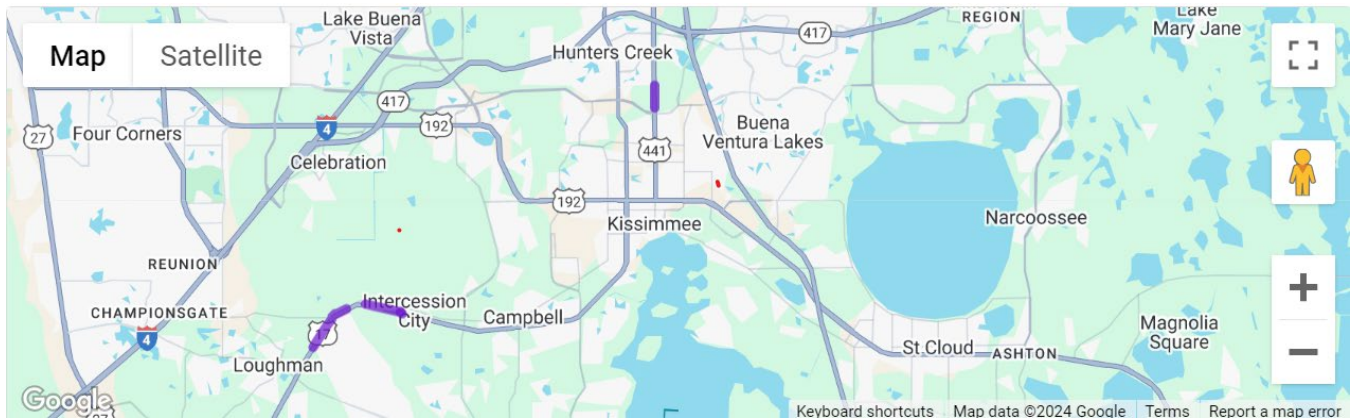 Lake Buena
Vista
REGION
Lake
Mary Jane
417
Map
Satellite
Hunters Creek
417
192
27
Four Corners
4
Buena
Ventura Lakes
441
Celebration
192
Kissimmee
Narcoossee
REUNION
Intercession
City
CHAMPIONSGATE
Campbell
17
4
Magnolia
Square
St Cloud
ASHTON
Loughman
Google
Keyboard shortcuts
Map data ©2024 Google
Terms
Report a map error